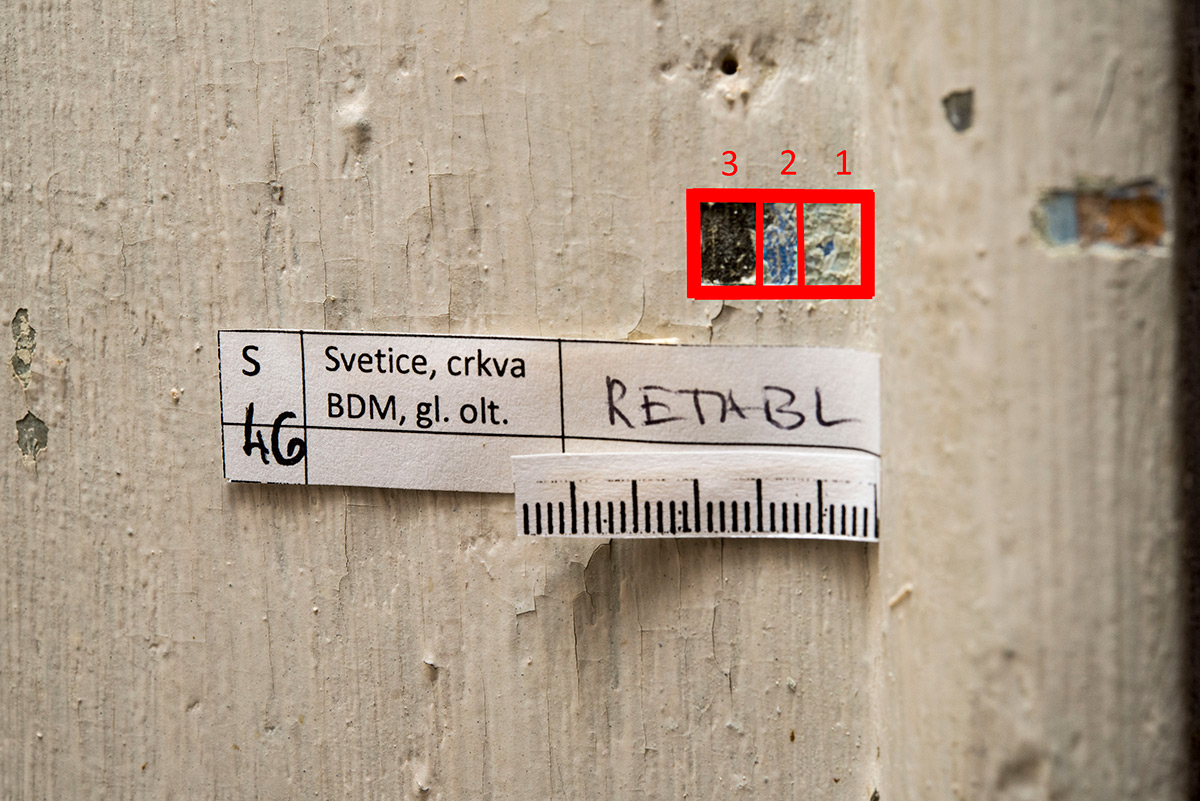 3 2 1
S
Svetice, crkva
BDM, gl. olt.
RETABL
46